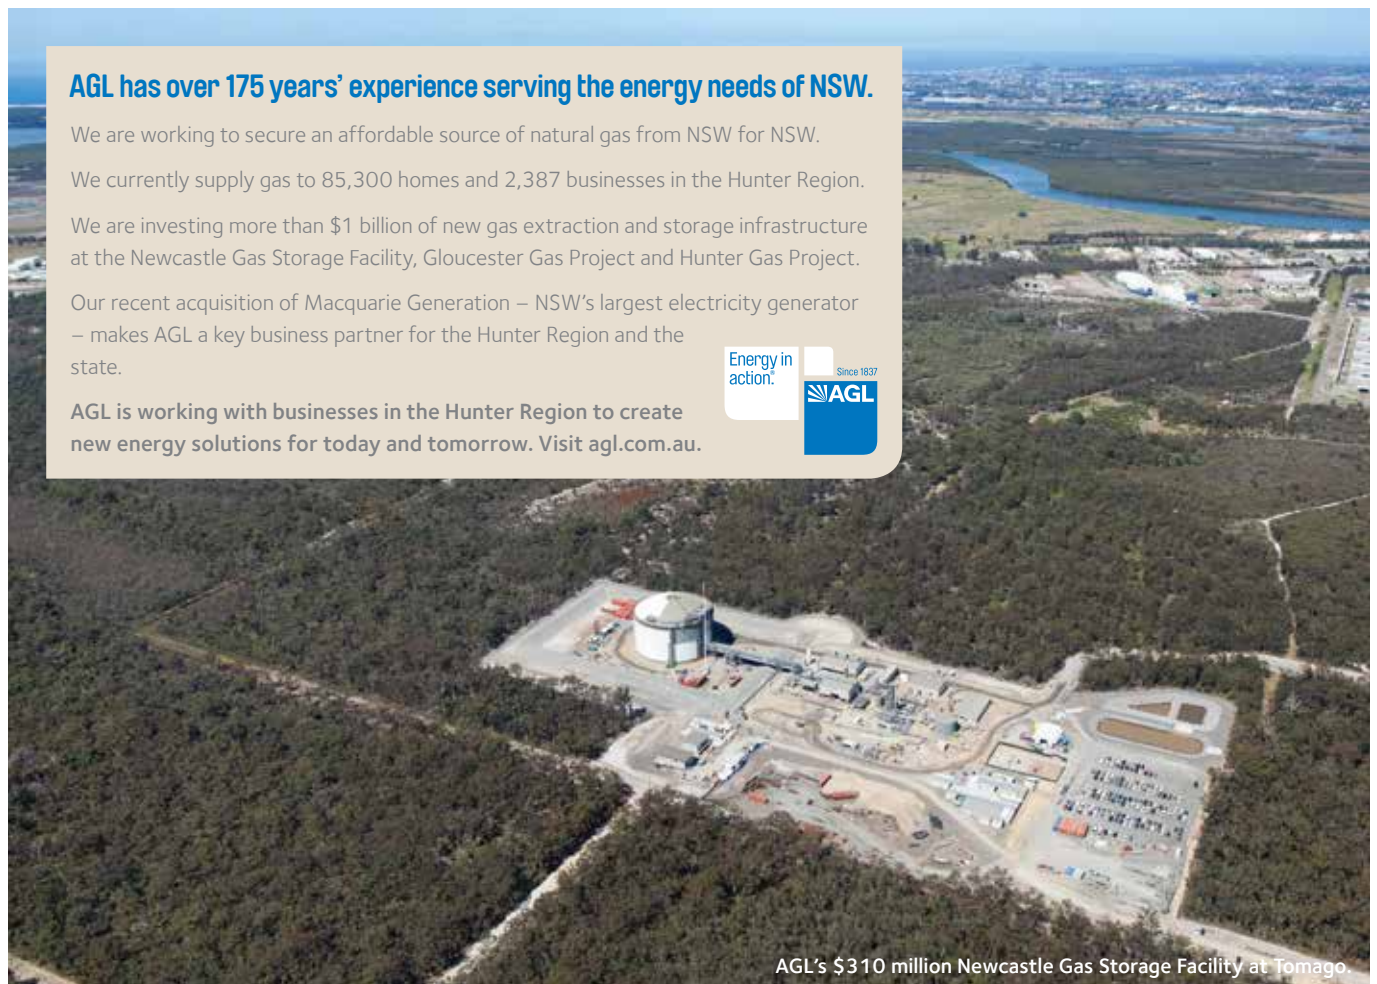 AGL has over 175 years’ experience serving the energy needs of NSW.
We are working to secure an affordable source of natural gas from NSW for NSW.
We currently supply gas to 85,300 homes and 2,387 businesses in the Hunter Region.
We are investing more than $1 billion of new gas extraction and storage infrastructure
at the Newcastle Gas Storage Facility, Gloucester Gas Project and Hunter Gas Project.
Our recent acquisition of Macquarie Generation – NSW’s largest electricity generator
– makes AGL a key business partner for the Hunter Region and the
state.
AGL is working with businesses in the Hunter Region to create
new energy solutions for today and tomorrow. Visit agl.com.au.
Energy in
action.®
Since 1837
AGL
AGL’s $310 million Newcastle Gas Storage Facility at Tomago.